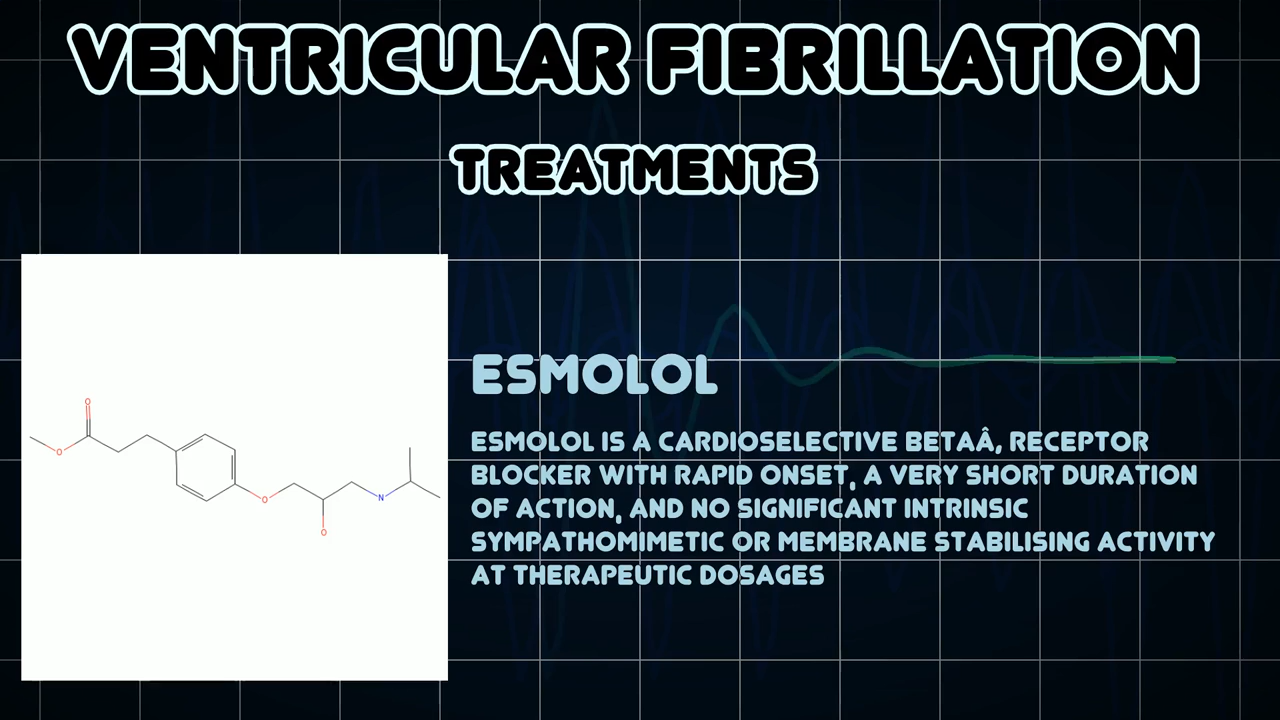 VENTRICULAR FIBRILLATION
TREATMENTS
ESMOLOL
ESMOLOL IS A CARDIOSELECTIVE BETAÂ, RECEPTOR
BLOCKER WITH RAPID ONSET, A VERY SHORT DURATION
OF ACTION, AND NO SIGNIFICANT INTRINSIC
SYMPATHOMIMETIC OR MEMBRANE STABILISING ACTIVITY
AT THERAPEUTIC DOSAGES
O
O
O
O
N